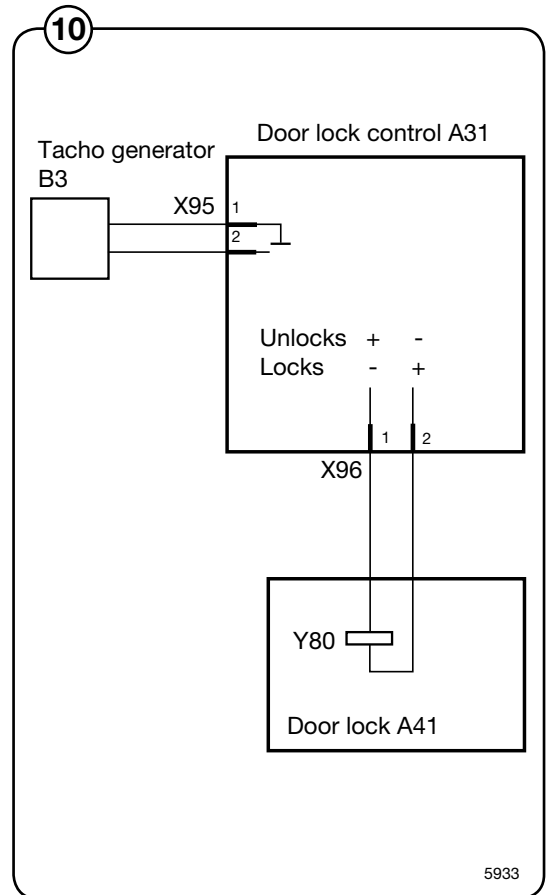 10
Door lock control A31
Tacho generator
B3
X95
1
2
Unlocks + -
Locks - +
1 2
X96
Y80
Door lock A41
5933